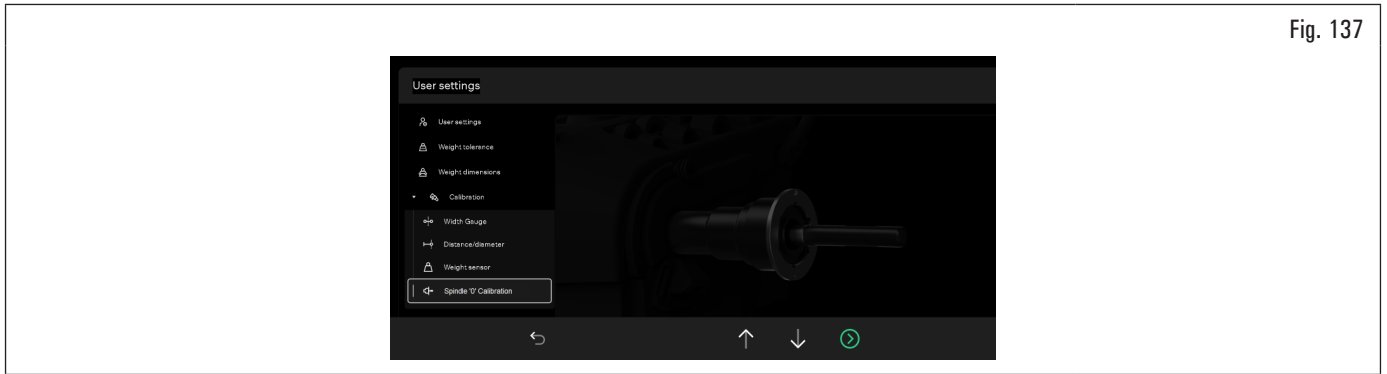 Fig. 137
User settings
User settings
Weight tolerance
Weight dimensions
Calibration
Width Gauge
Distance/diameter
Weight sensor
Spindle '0' Calibration